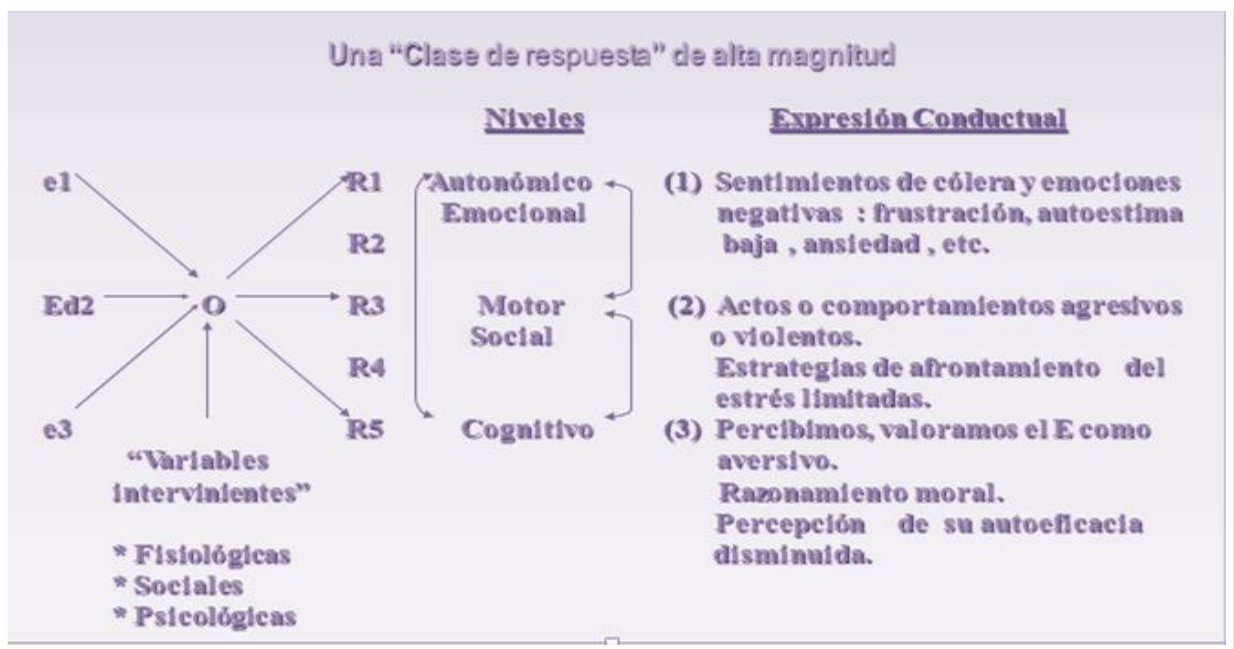 Una “Clase de respuesta” de alta magnitud
Niveles
Expresión Conductual
e1
R1
Autonómico
Emocional
(1) Sentimientos de cólera y emociones
negativas : frustración, autoestima
baja , ansiedad , etc.
R2
Ed2
O
R3
Motor
Social
(2) Actos o comportamientos agresivos
o violentos.
Estrategias de afrontamiento del
estrés limitadas.
R4
e3
R5
Cognitivo
(3) Percibimos, valoramos el E como
aversivo.
Razonamiento moral.
Percepción de su autoeficacia
disminuida.
“Variables
intervinientes”
* Fisiológicas
* Sociales
* Psicológicas